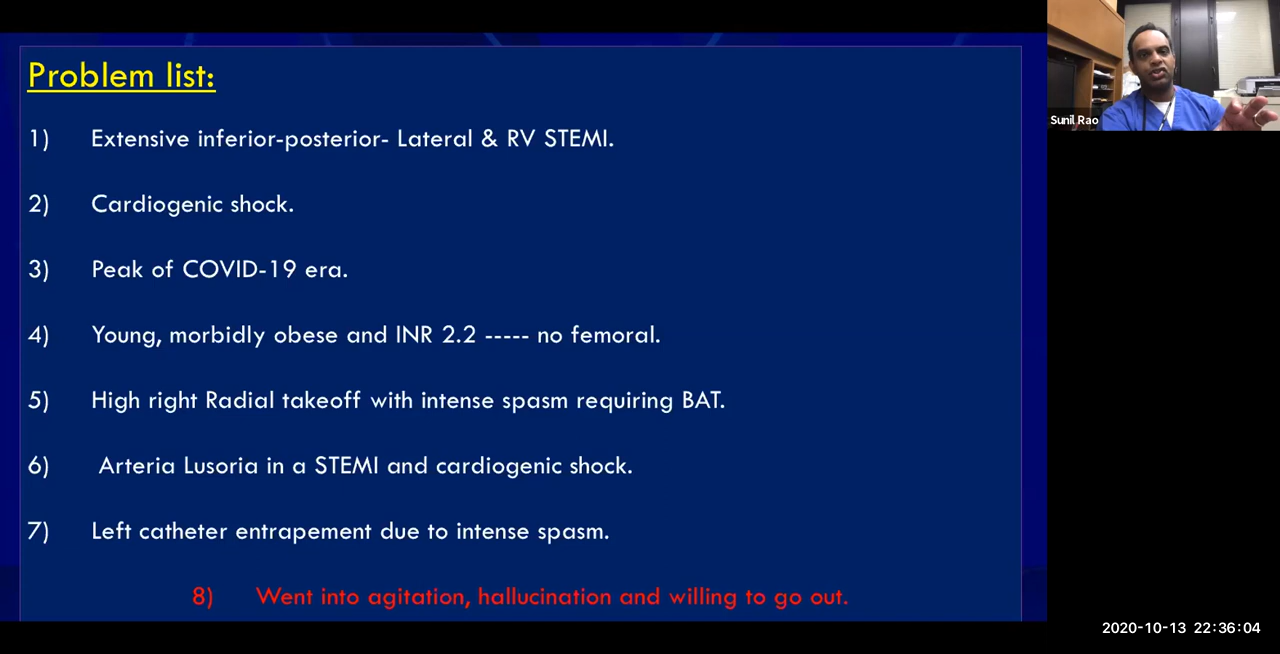 Problem list:
1) Extensive inferior-posterior- Lateral & RV STEMI.
2) Cardiogenic shock.
3) Peak of COVID-19 era.
4) Young, morbidly obese and INR 2.2 ----- no femoral.
5) High right Radial takeoff with intense spasm requiring BAT.
6) Arteria Lusoria in a STEMI and cardiogenic shock.
7) Left catheter entrapement due to intense spasm.
8) Went into agitation, hallucination and willing to go out.
Sunil Rao
2020-10-13 22:36:04